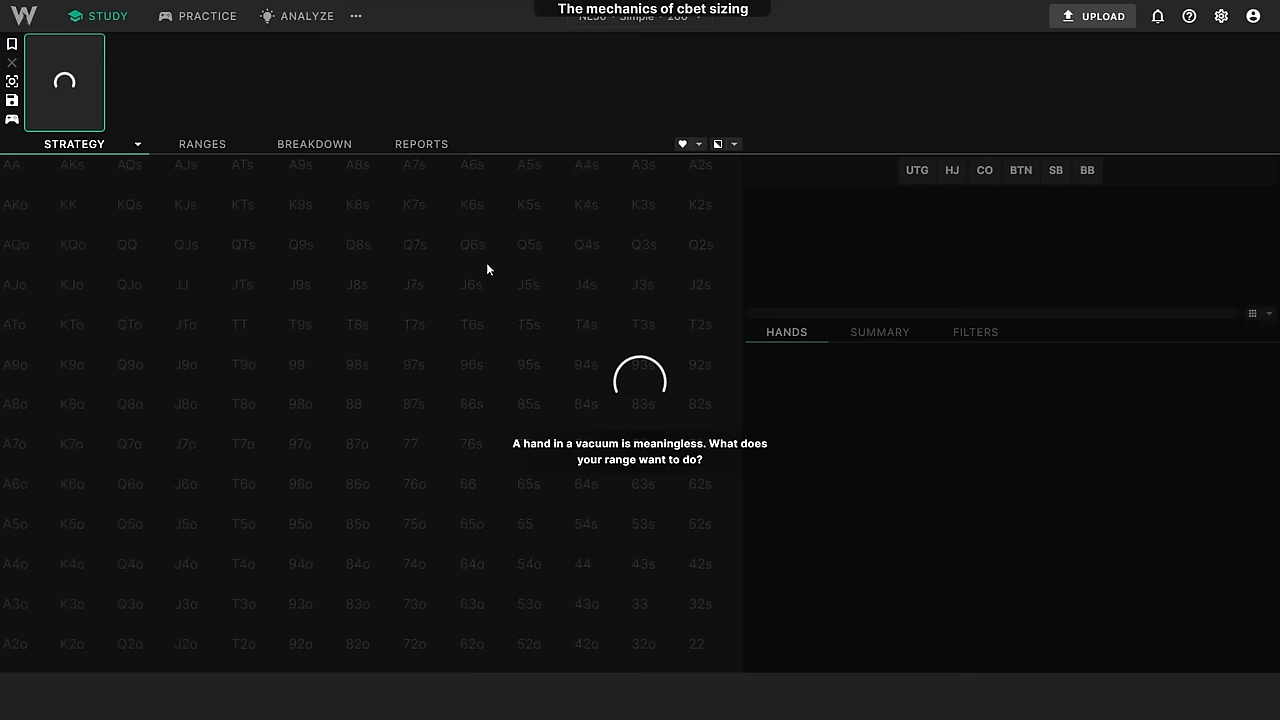 The mechanics of cbet sizing
W STUDY PRACTICE ANALYZE ••• UPLOAD
STRATEGY RANGES BREAKDOWN REPORTS
UTG HJ CO BTN SB BB
HANDS SUMMARY FILTERS
AA AKs AQs AJs ATs A9s A8s A7s A6s A5s A4s A3s A2s
AKo KK KQs KJs KTs K9s K8s K7s K6s K5s K4s K3s K2s
AQo KQo QQ QJs QTs Q9s Q8s Q7s Q6s Q5s Q4s Q3s Q2s
AJo KJo QJo JJ JTs J9s J8s J7s J6s J5s J4s J3s J2s
ATo KTo QTo JTo TT T9s T8s T7s T6s T5s T4s T3s T2s
A9o K9o Q9o J9o T9o 99 98s 97s 96s 95s 94s 93s 92s
A8o K8o Q8o J8o T8o 98o 88 87s 86s 85s 84s 83s 82s
A7o K7o Q7o J7o T7o 97o 87o 77 76s
A hand in a vacuum is meaningless. What does
your range want to do?
A6o K6o Q6o J6o T6o 96o 86o 76o 66 65s 64s 63s 62s
A5o K5o Q5o J5o T5o 95o 85o 75o 65o 55 54s 53s 52s
A4o K4o Q4o J4o T4o 94o 84o 74o 64o 54o 44 43s 42s
A3o K3o Q3o J3o T3o 93o 83o 73o 63o 53o 43o 33 32s
A2o K2o Q2o J2o T2o 92o 82o 72o 62o 52o 42o 32o 22